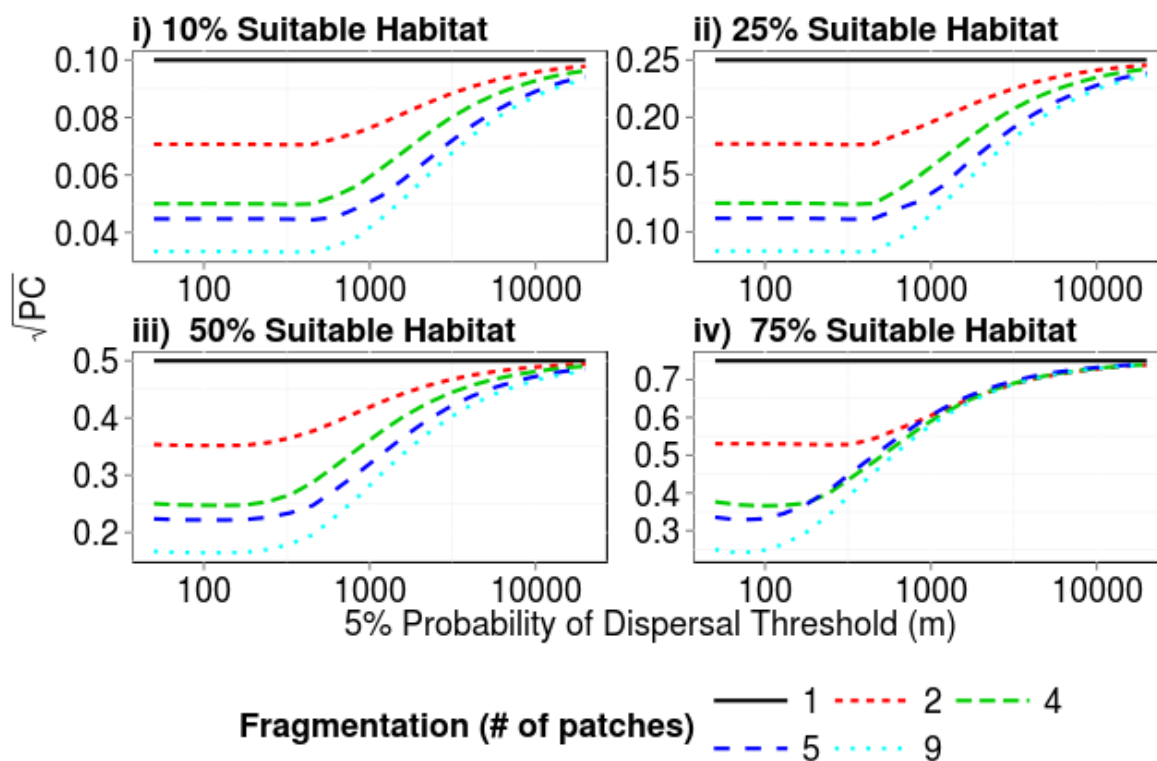 i) 10% Suitable Habitat
ii) 25% Suitable Habitat
0.10
0.08
0.06
0.04
100 1000 10000
0.25
0.20
0.15
0.10
100 1000 10000
√PC
iii) 50% Suitable Habitat
iv) 75% Suitable Habitat
0.5
0.4
0.3
0.2
100 1000 10000
0.7
0.6
0.5
0.4
0.3
100 1000 10000
5% Probability of Dispersal Threshold (m)
Fragmentation (# of patches)
1 2 4
5 9